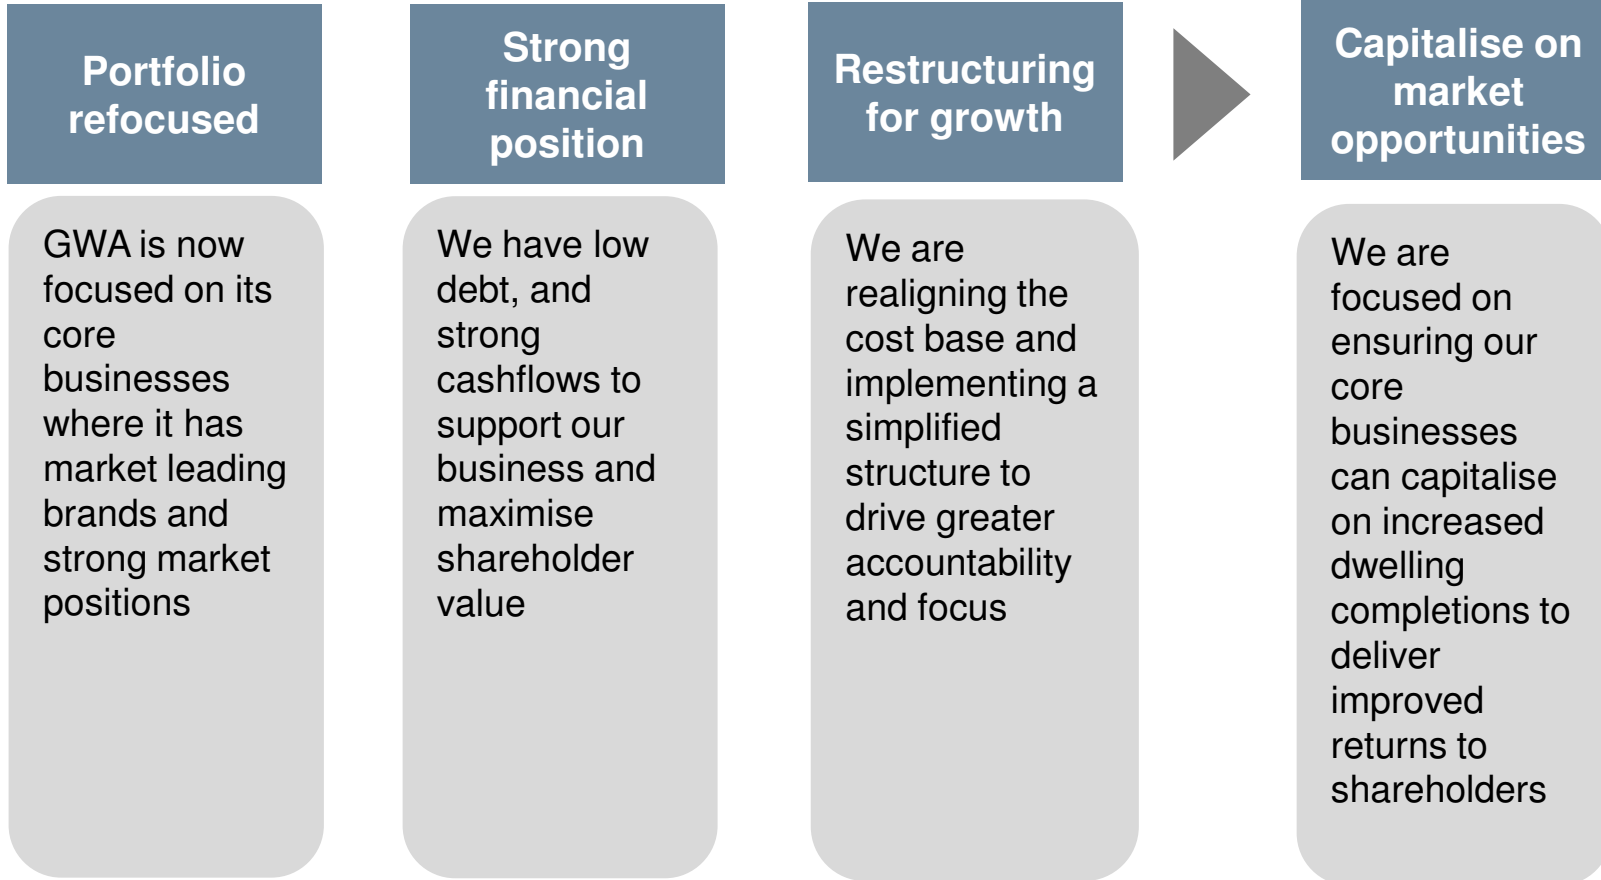 Portfolio
refocused
GWA is now
focused on its
core
businesses
where it has
market leading
brands and
strong market
positions
Strong
financial
position
We have low
debt, and
strong
cashflows to
support our
business and
maximise
shareholder
value
Restructuring
for growth
We are
realigning the
cost base and
implementing a
simplified
structure to
drive greater
accountability
and focus
Capitalise on
market
opportunities
We are
focused on
ensuring our
core
businesses
can capitalise
on increased
dwelling
completions to
deliver
improved
returns to
shareholders